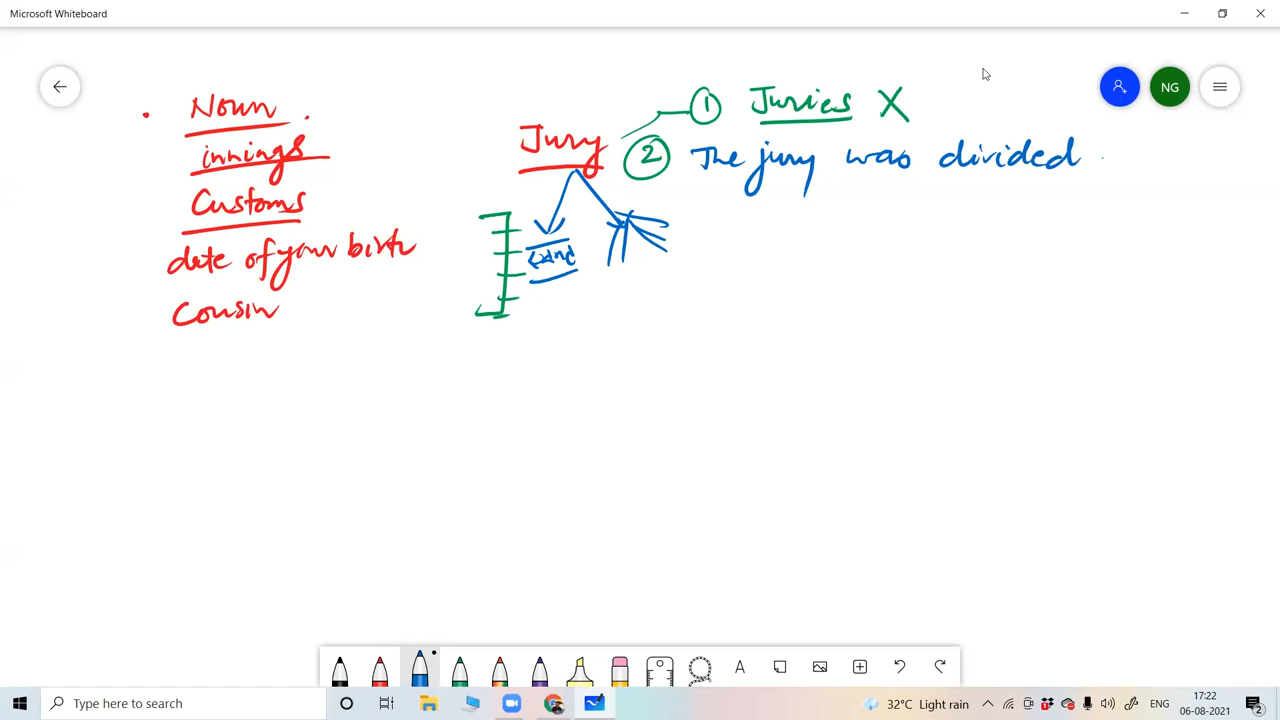 Microsoft Whiteboard
NG
Noun
innings
Customs
date of your birth
Cousin
Jury
1 Juries X
2 The jury was divided
A
Type here to search
32°C Light rain
ENG
17:22
06-08-2021
2